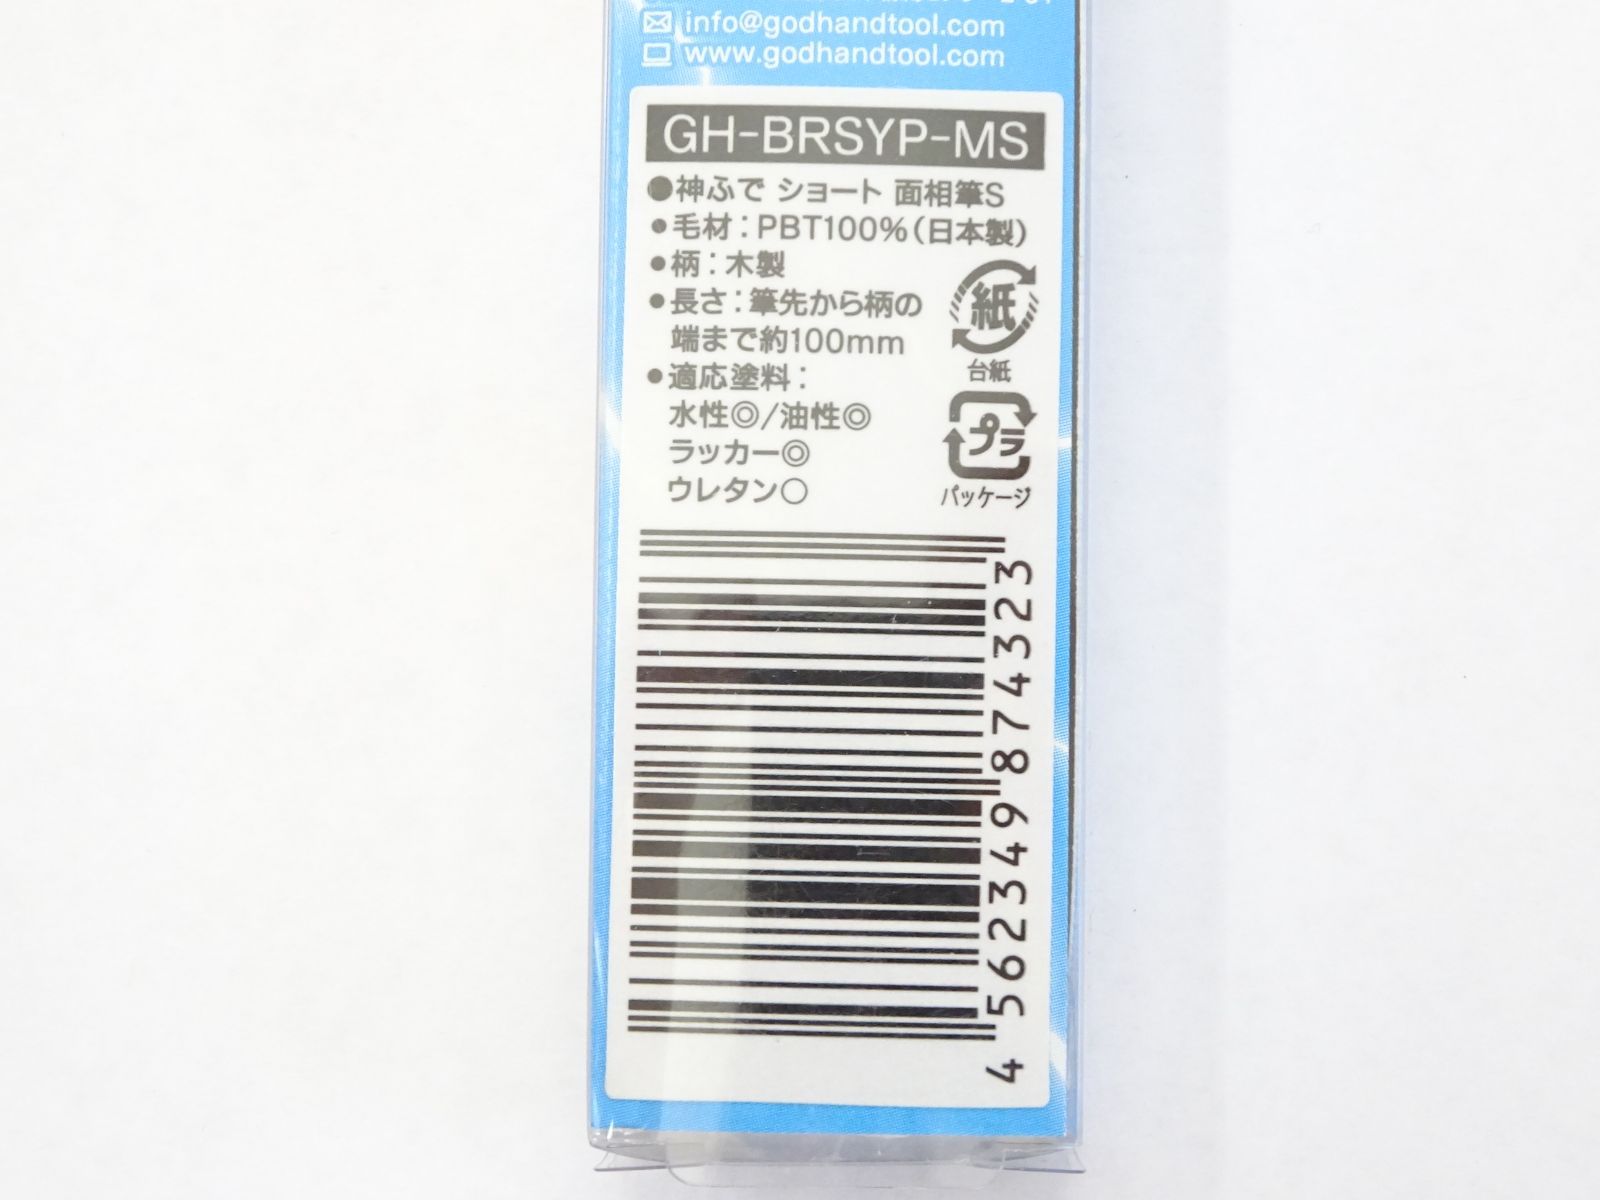 info@godhandtool.com
www.godhandtool.com
GH-BRSYP-MS
●神ふで ショート 面相筆S
●毛材：PBT100%（日本製）
●柄：木製
●長さ：筆先から柄の
端まで約100mm
●適応塗料：
水性◎/油性◎
ラッカー◎
ウレタン○
紙
台紙
プラ
パッケージ
4562349874323